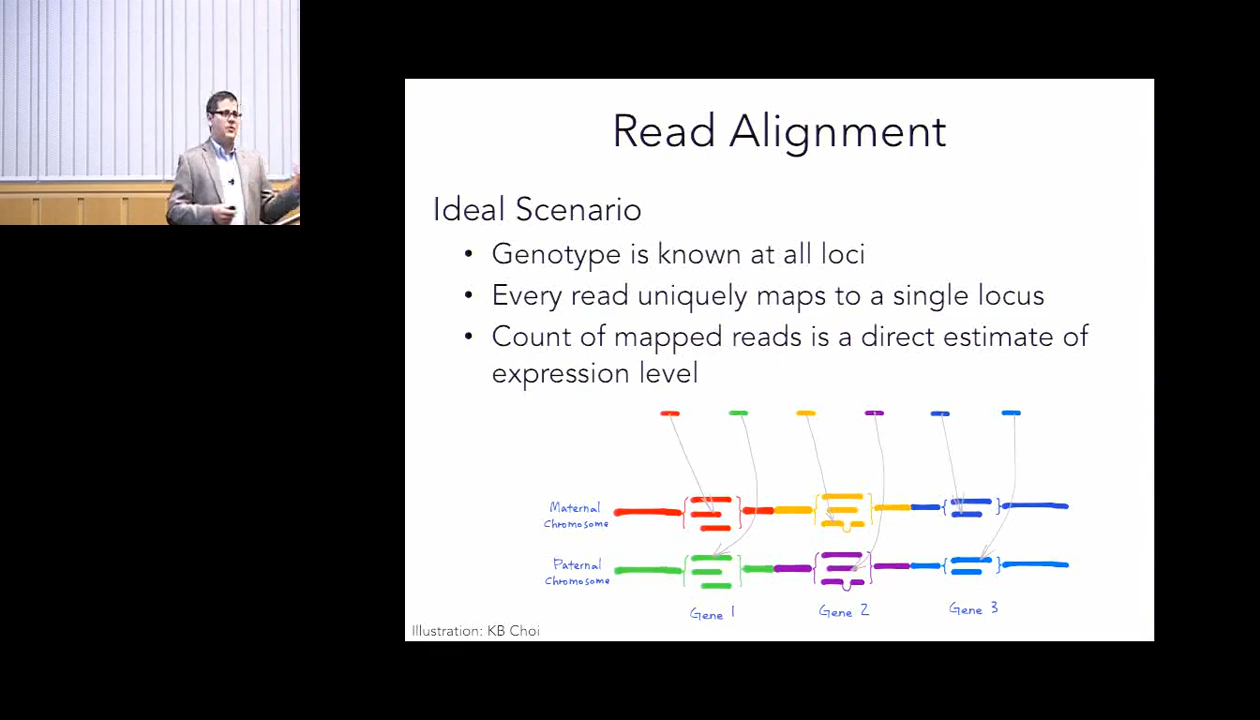 Read Alignment
Ideal Scenario
• Genotype is known at all loci
• Every read uniquely maps to a single locus
• Count of mapped reads is a direct estimate of
expression level
Maternal
Chromosome
Paternal
Chromosome
Gene 1
Gene 2
Gene 3
Illustration: KB Choi